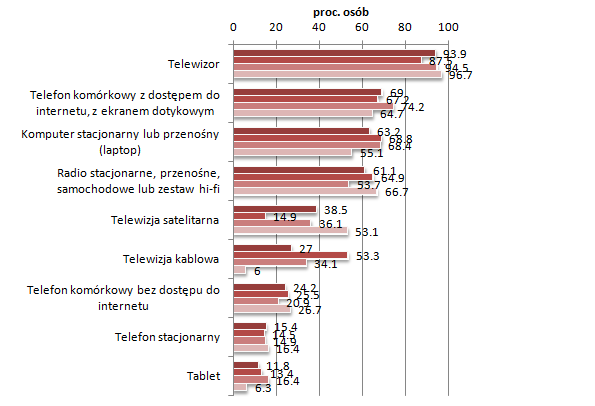 proc. osób
0 20 40 60 80 100
Telewizor
93.9
87.5
94.5
96.7
Telefon komórkowy z dostępem do
internetu, z ekranem dotykowym
69
67.2
74.2
64.7
Komputer stacjonarny lub przenośny
(laptop)
63.2
68.8
68.4
55.1
Radio stacjonarne, przenośne,
samochodowe lub zestaw hi-fi
61.1
64.9
53.7
66.7
Telewizja satelitarna
38.5
14.9
36.1
53.1
Telewizja kablowa
27
53.3
34.1
6
Telefon komórkowy bez dostępu do
internetu
24.2
25.5
20.9
26.7
Telefon stacjonarny
15.4
14.5
14.9
16.4
Tablet
11.8
13.4
16.4
6.3